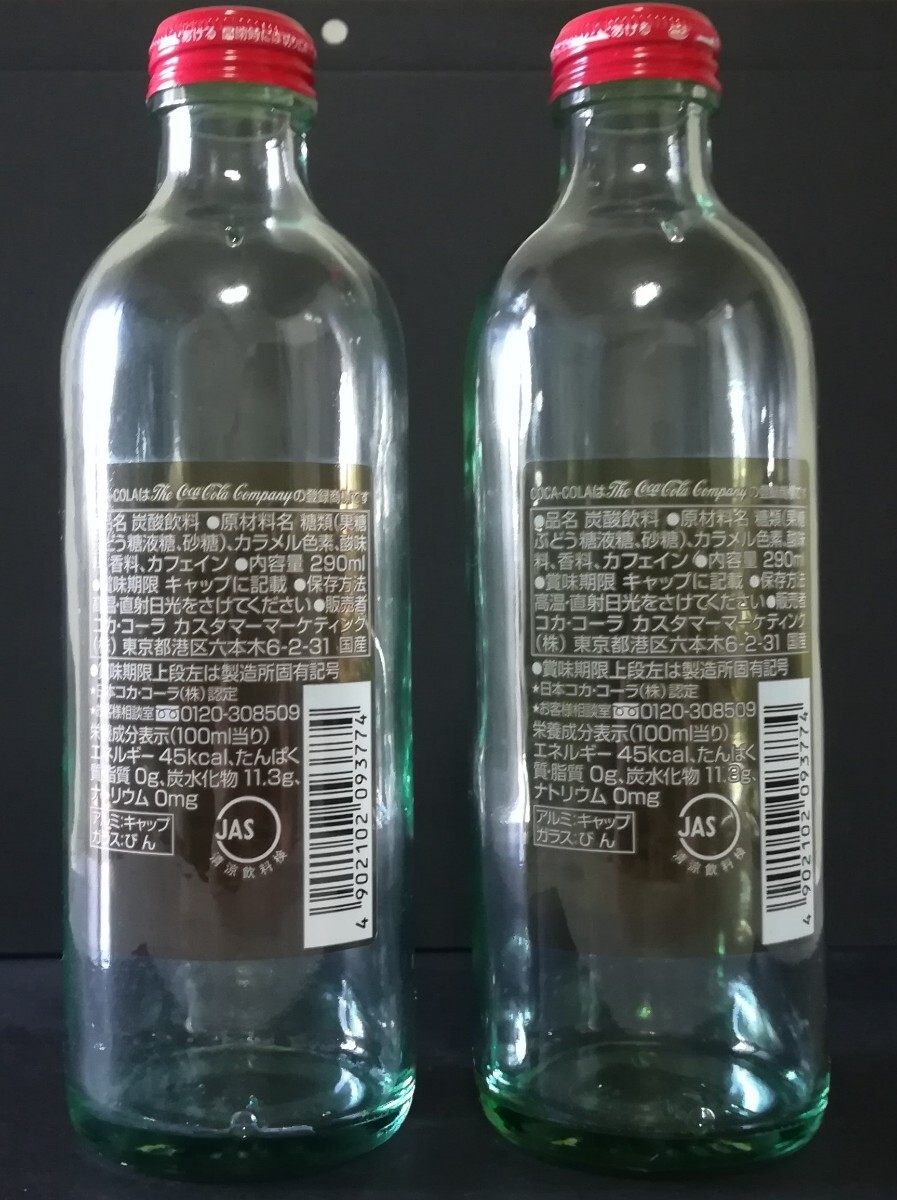 あける 開閉時には切り口に
-COLAは The Coca-Cola Company の登録商標です
品名 炭酸飲料 ●原材料名 糖類(果糖
ぶどう糖液糖、砂糖)、カラメル色素、酸味
料、香料、カフェイン ●内容量 290ml
●賞味期限 キャップに記載 ●保存方法
高温・直射日光をさけてください ●販売者
コカ・コーラ カスタマーマーケティング
(株) 東京都港区六本木6-2-31 国産
●賞味期限上段左は製造所固有記号
★日本コカ・コーラ(株)認定
★お客様相談室 0120-308509
栄養成分表示(100ml当り)
エネルギー 45kcal、たんぱく
質・脂質 0g、炭水化物 11.3g、
ナトリウム 0mg
アルミ:キャップ
ガラス:びん
JAS
清涼飲料検
4 902102 093774
あける
COCA-COLAは The Coca-Cola Company の登録商標です
●品名 炭酸飲料 ●原材料名 糖類(果糖
ぶどう糖液糖、砂糖)、カラメル色素、酸味
料、香料、カフェイン ●内容量 290ml
●賞味期限 キャップに記載 ●保存方法
高温・直射日光をさけてください ●販売者
コカ・コーラ カスタマーマーケティング
(株) 東京都港区六本木6-2-31 国産
●賞味期限上段左は製造所固有記号
★日本コカ・コーラ(株)認定
★お客様相談室 0120-308509
栄養成分表示(100ml当り)
エネルギー 45kcal、たんぱく
質・脂質 0g、炭水化物 11.3g、
ナトリウム 0mg
アルミ:キャップ
ガラス:びん
JAS
清涼飲料検
4 902102 093774